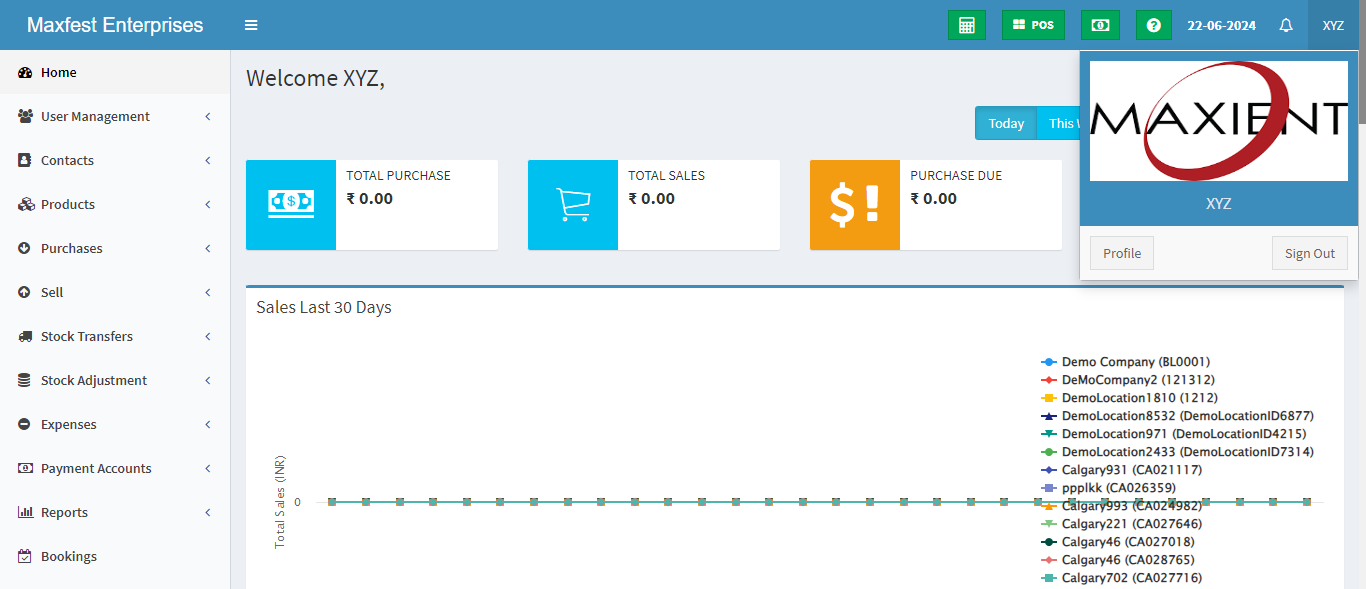 Maxfest Enterprises
POS
22-06-2024
XYZ
Home
User Management
Contacts
Products
Purchases
Sell
Stock Transfers
Stock Adjustment
Expenses
Payment Accounts
Reports
Bookings
Welcome XYZ,
Today
This
MAXIENT
XYZ
Profile
Sign Out
TOTAL PURCHASE
₹ 0.00
TOTAL SALES
₹ 0.00
PURCHASE DUE
₹ 0.00
Sales Last 30 Days
Total Sales (INR)
0
Demo Company (BL0001)
DeMoCompany2 (121312)
DemoLocation1810 (1212)
DemoLocation8532 (DemoLocationID6877)
DemoLocation971 (DemoLocationID4215)
DemoLocation2433 (DemoLocationID7314)
Calgary931 (CA021117)
ppplkk (CA026359)
Calgary993 (CA024982)
Calgary221 (CA027646)
Calgary46 (CA027018)
Calgary46 (CA028765)
Calgary702 (CA027716)